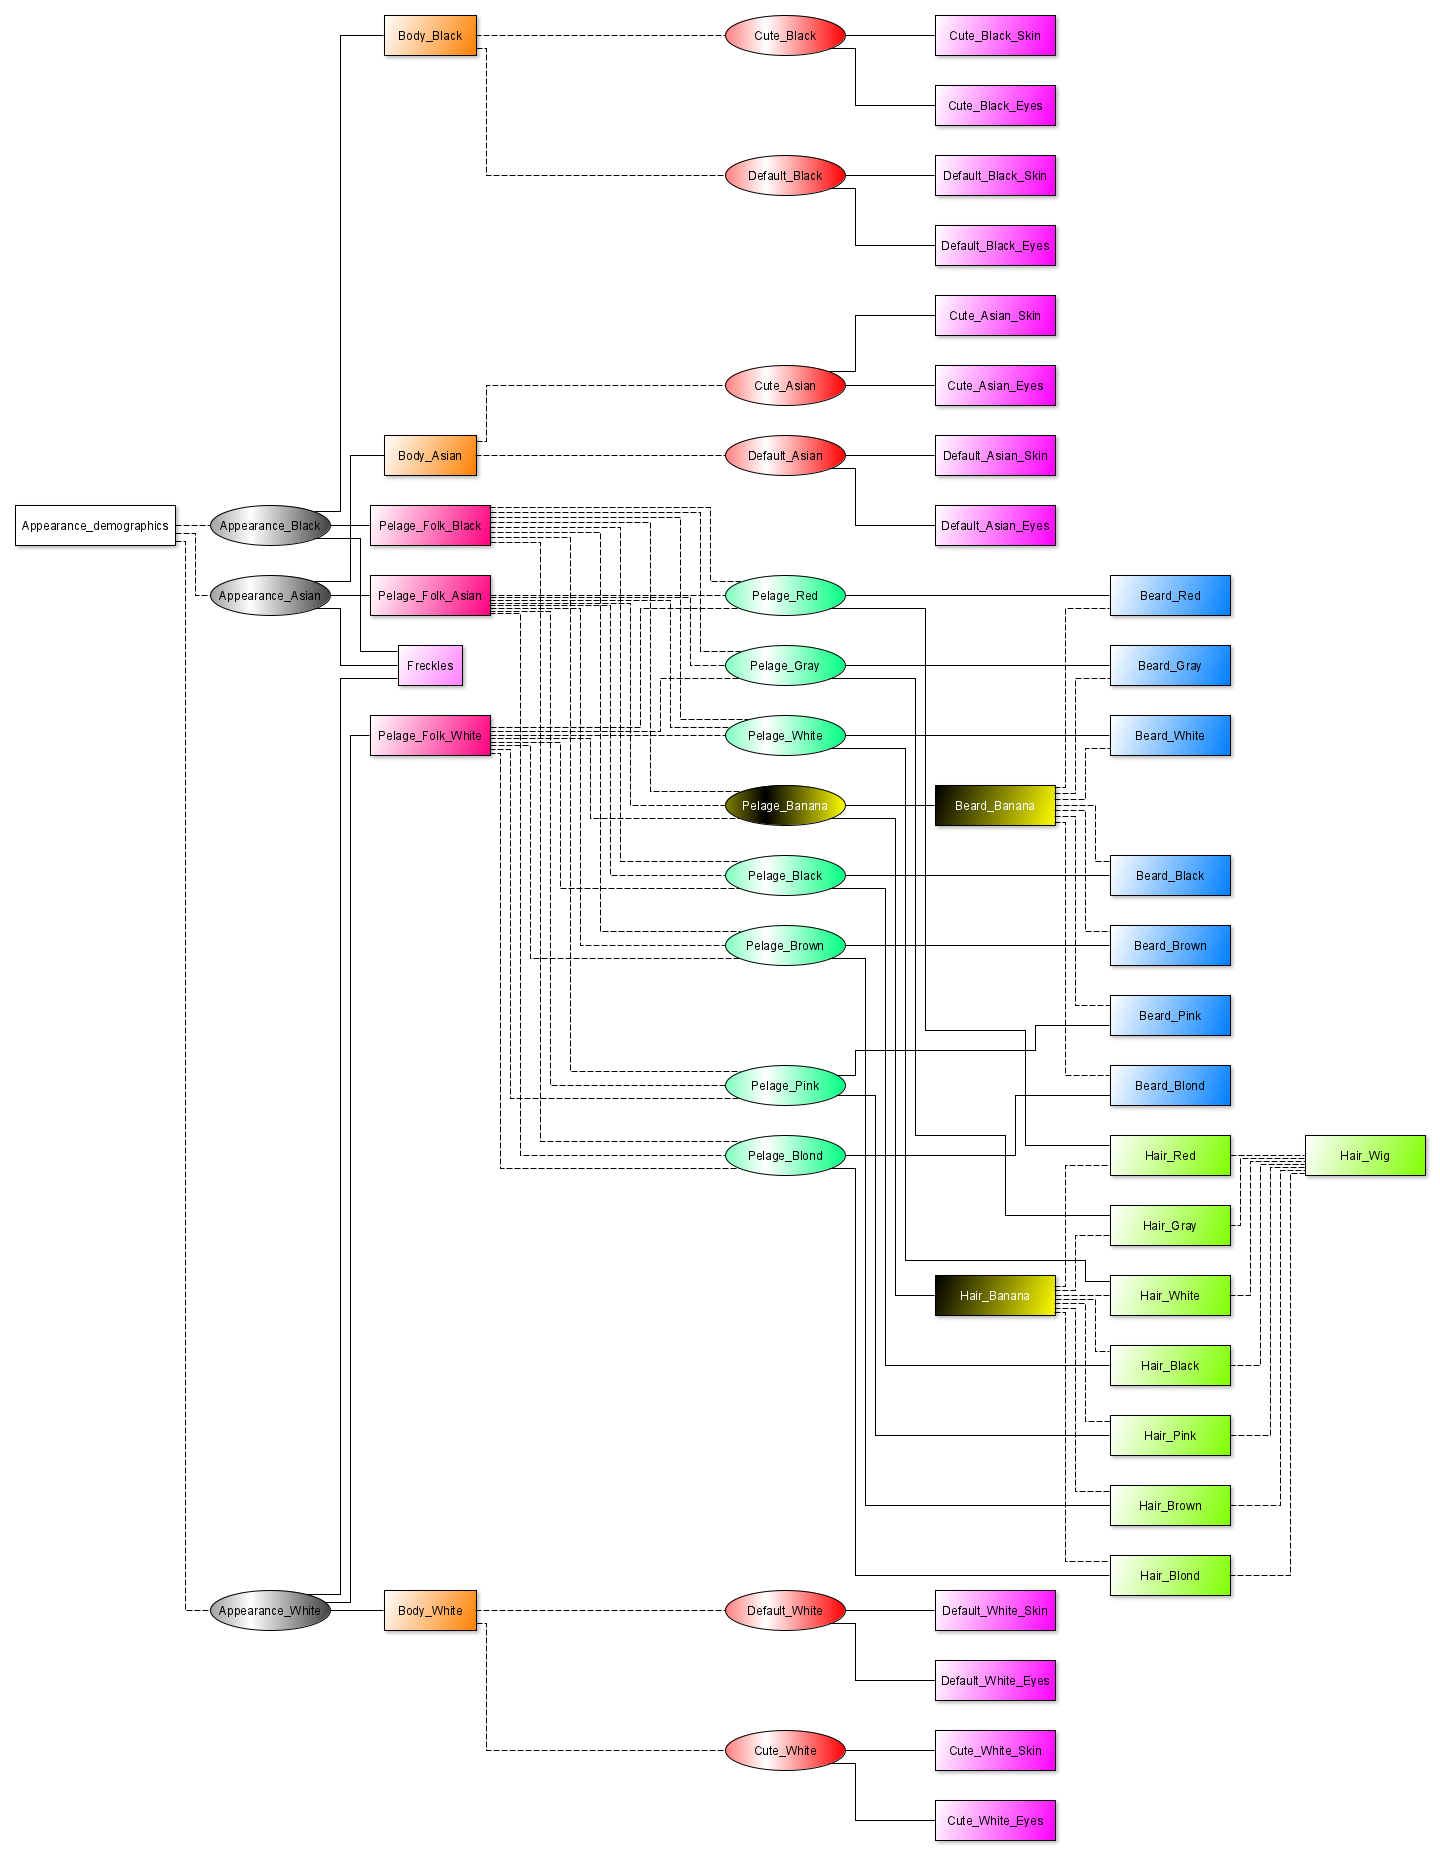 Body_Black
Cute_Black
Cute_Black_Skin
Cute_Black_Eyes
Default_Black
Default_Black_Skin
Default_Black_Eyes
Cute_Asian_Skin
Cute_Asian
Cute_Asian_Eyes
Body_Asian
Default_Asian
Default_Asian_Skin
Appearance_demographics
Appearance_Black
Pelage_Folk_Black
Default_Asian_Eyes
Appearance_Asian
Pelage_Folk_Asian
Pelage_Red
Beard_Red
Freckles
Pelage_Gray
Beard_Gray
Pelage_Folk_White
Pelage_White
Beard_White
Pelage_Banana
Beard_Banana
Pelage_Black
Beard_Black
Pelage_Brown
Beard_Brown
Beard_Pink
Pelage_Pink
Beard_Blond
Pelage_Blond
Hair_Red
Hair_Wig
Hair_Gray
Hair_Banana
Hair_White
Hair_Black
Hair_Pink
Hair_Brown
Hair_Blond
Appearance_White
Body_White
Default_White
Default_White_Skin
Default_White_Eyes
Cute_White
Cute_White_Skin
Cute_White_Eyes